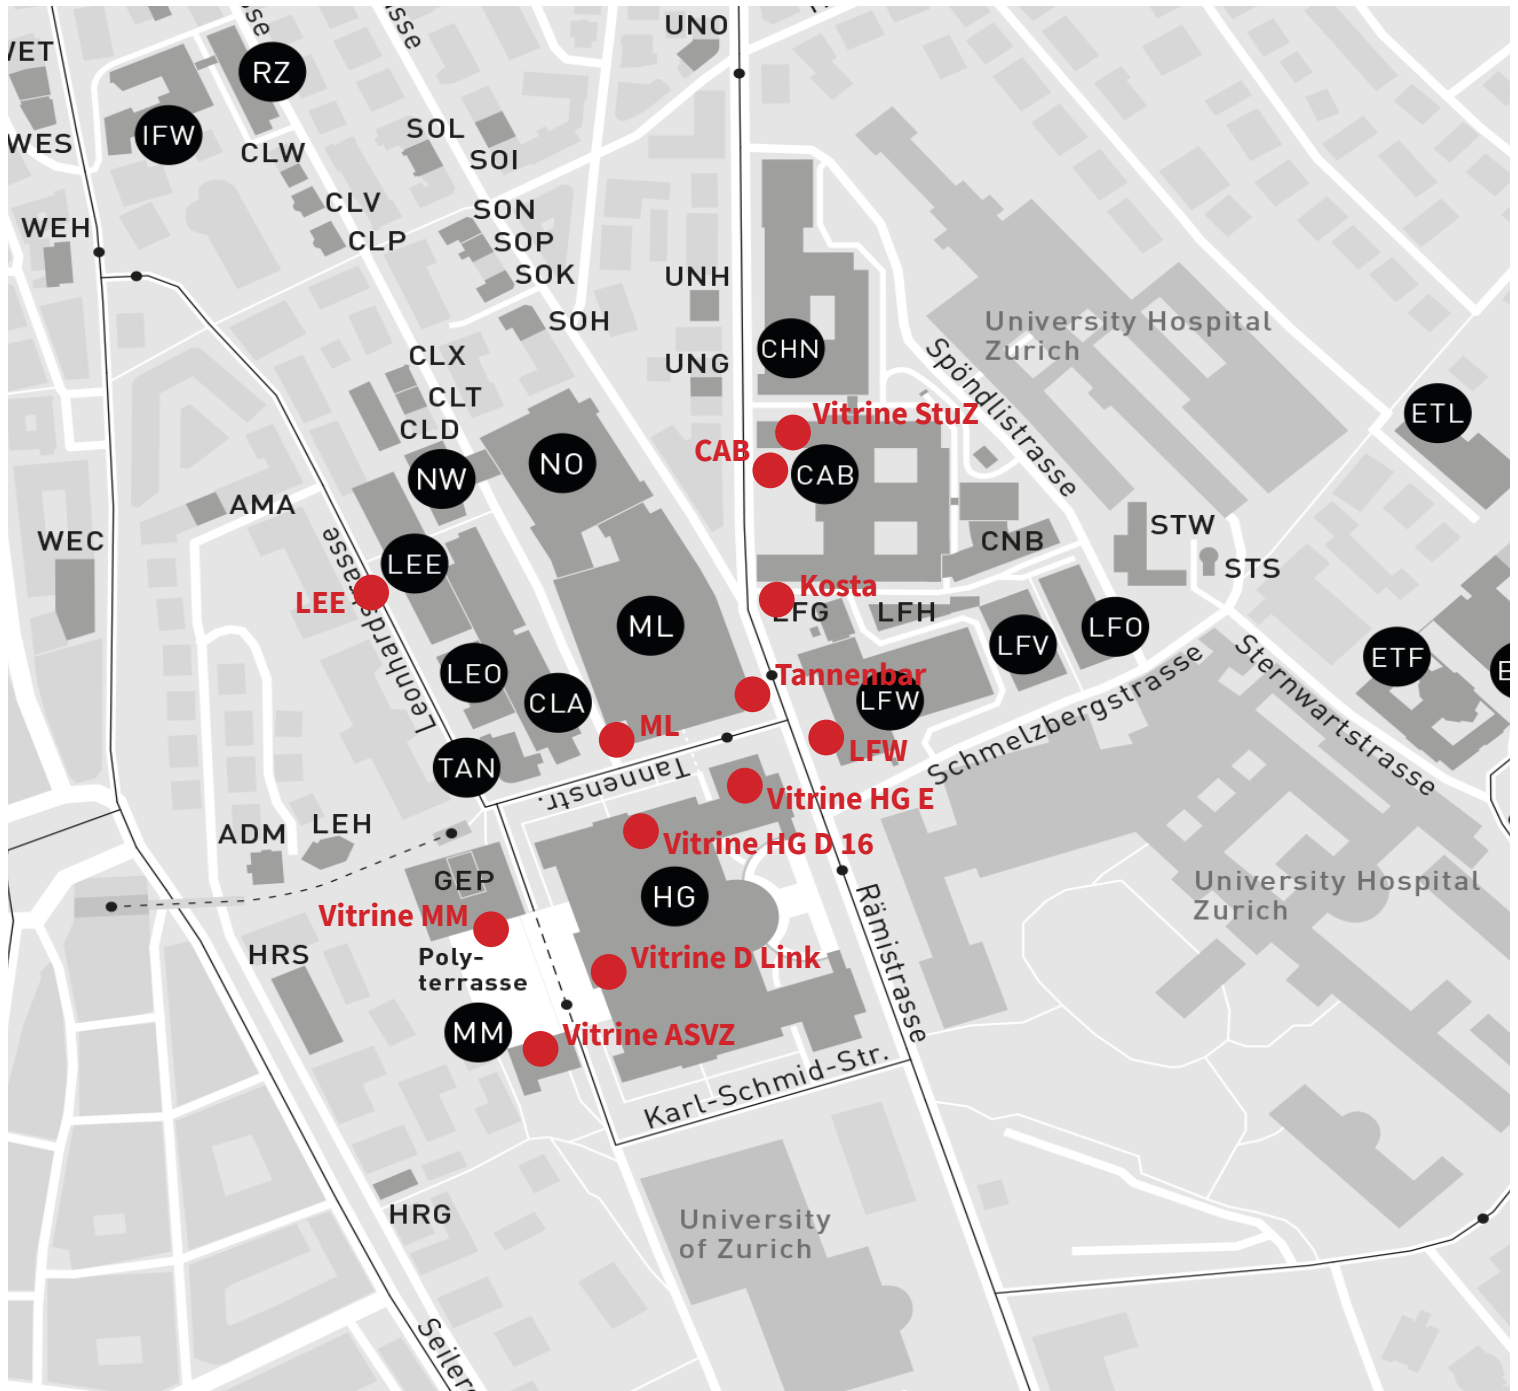 UNO
RZ
IFW
WES
CLW
SOL
SOI
CLV
CLP
SON
SOP
SOK
SOH
WEH
UNH
UNG
University Hospital
Zurich
CHN
Spöndlistrasse
CLX
CLT
CLD
NW
NO
Vitrine StuZ
CAB
CAB
ETL
AMA
WEC
LEE
LEE
Leonhardstrasse
CNB
STW
STS
Kosta
LFG
LFH
LFV
LFO
ETF
ML
LEO
CLA
Tannenbar
LFW
LFW
ML
Schmelzbergstrasse
Sternwartstrasse
TAN
Tannenstr.
Vitrine HG E
Vitrine HG D 16
ADM
LEH
GEP
HG
University Hospital
Zurich
Vitrine MM
Poly-
terrasse
HRS
Vitrine D Link
Rämistrasse
MM
Vitrine ASVZ
Karl-Schmid-Str.
HRG
University
of Zurich